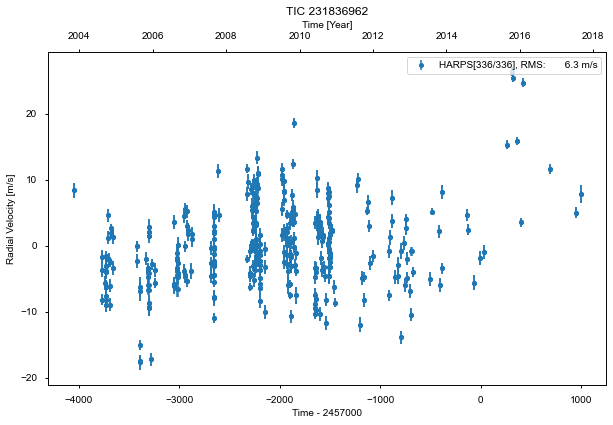 TIC 231836962
Time [Year]
2004 2006 2008 2010 2012 2014 2016 2018
HARPS[336/336], RMS: 6.3 m/s
Radial Velocity [m/s]
20
10
0
−10
−20
−4000 −3000 −2000 −1000 0 1000
Time - 2457000